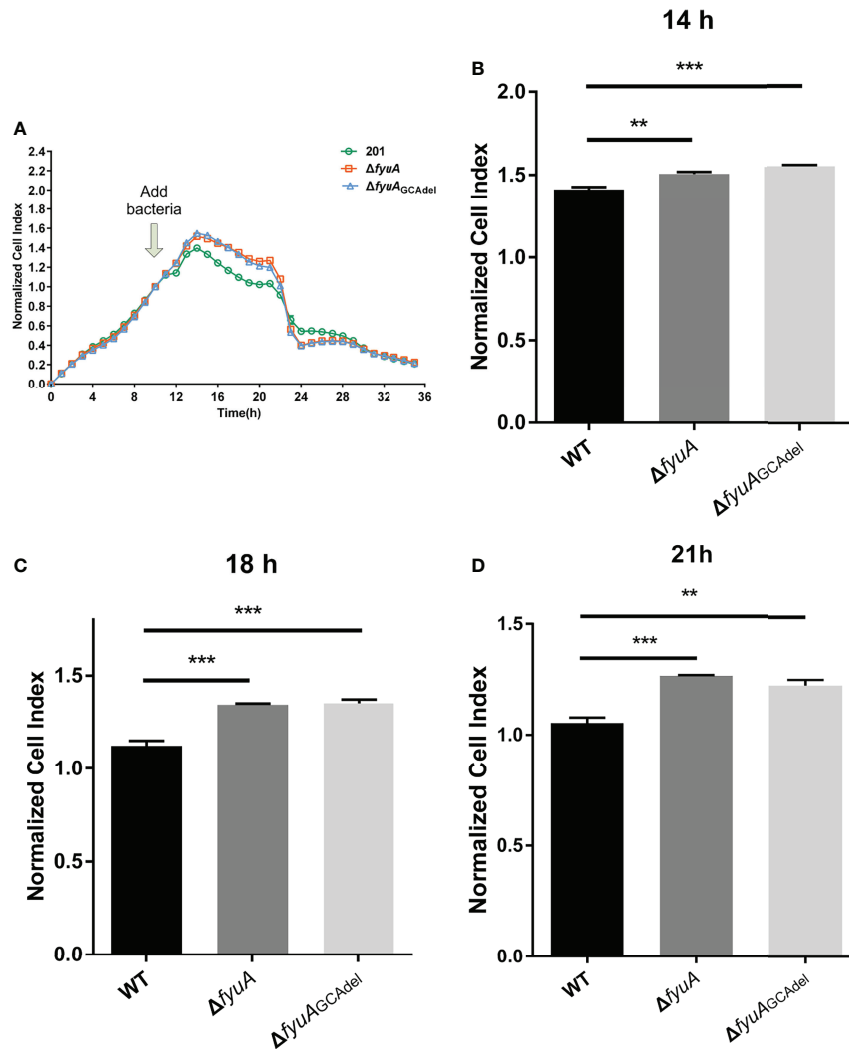 14 h
B
***
**
2.0
1.5
1.0
0.5
0.0
Normalized Cell Index
WT
ΔfyuA
ΔfyuAGCAdel
A
201
ΔfyuA
ΔfyuAGCAdel
Add
bacteria
2.4
2.2
2.0
1.8
1.6
1.4
1.2
1.0
0.8
0.6
0.4
0.2
0.0
Normalized Cell Index
0 4 8 12 16 20 24 28 32 36
Time(h)
C
18 h
***
***
1.5
1.0
0.5
0.0
Normalized Cell Index
WT
ΔfyuA
ΔfyuAGCAdel
D
21h
**
***
1.5
1.0
0.5
0.0
Normalized Cell Index
WT
ΔfyuA
ΔfyuAGCAdel